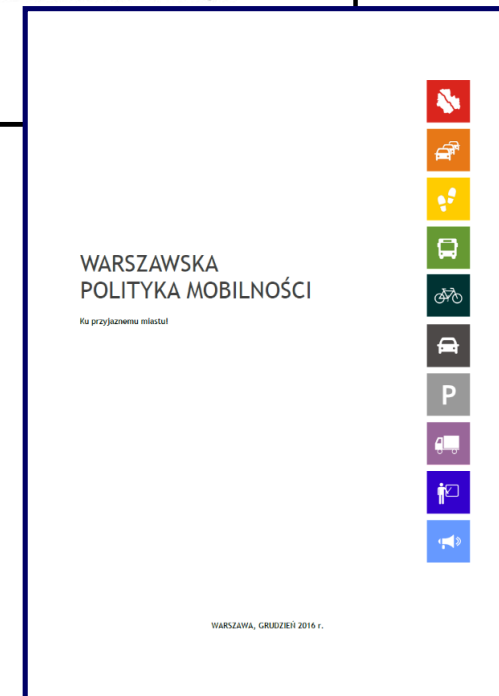 WARSZAWSKA
POLITYKA MOBILNOŚCI
Ku przyjaznemu miastu!
P
WARSZAWA, GRUDZIEŃ 2016 r.